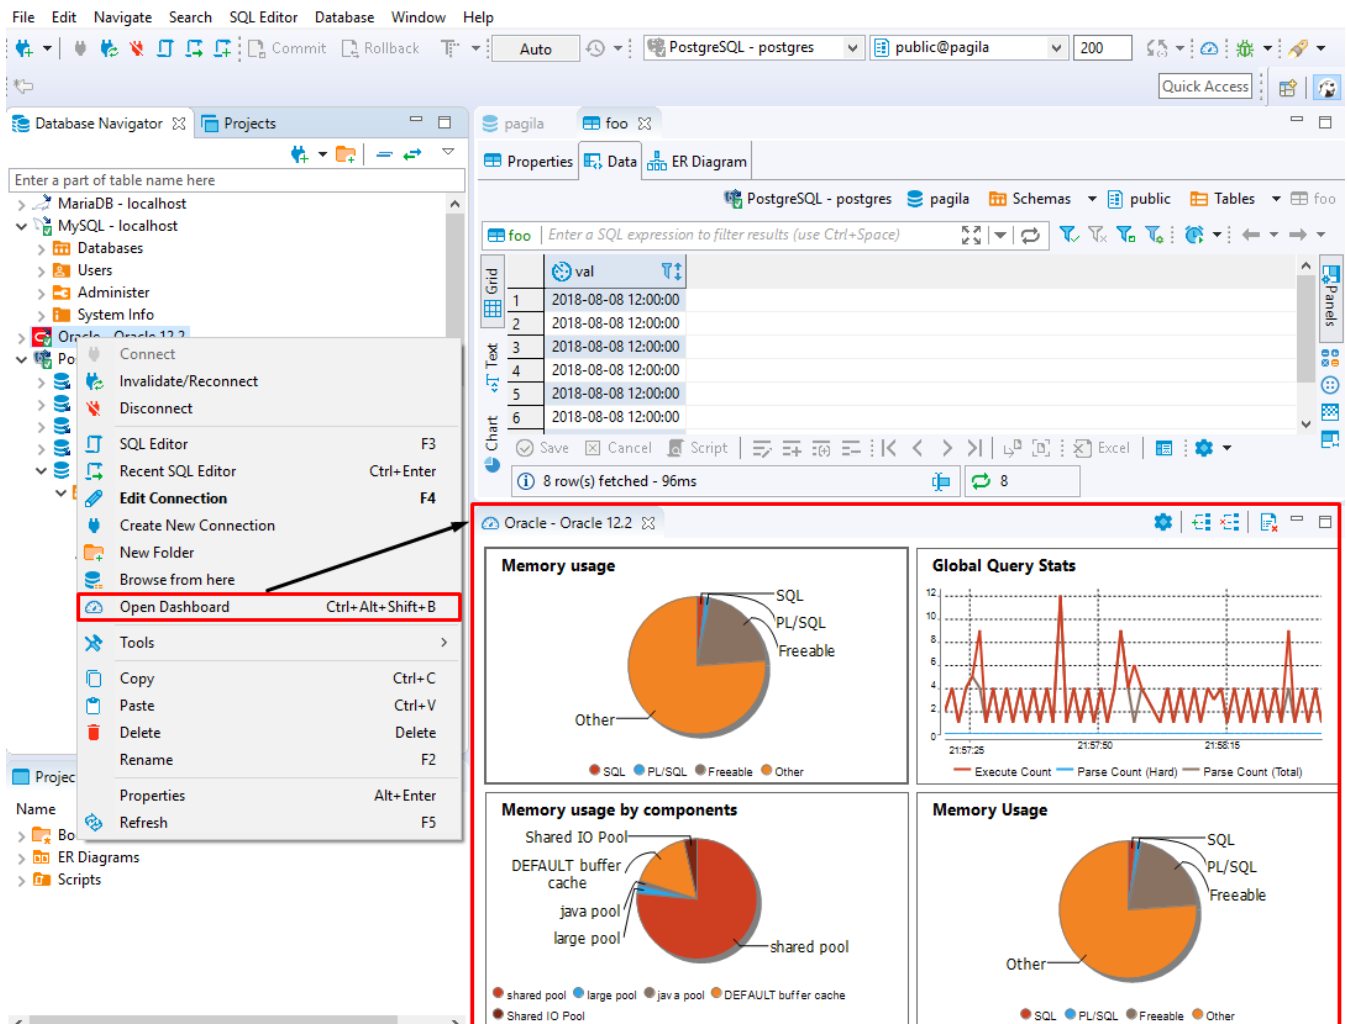 File Edit Navigate Search SQL Editor Database Window Help
Commit Rollback Auto PostgreSQL - postgres public@pagila 200
Quick Access
Database Navigator Projects
Enter a part of table name here
MariaDB - localhost
MySQL - localhost
Databases
Users
Administer
System Info
Oracle - Oracle 12.2
Connect
Invalidate/Reconnect
Disconnect
SQL Editor F3
Recent SQL Editor Ctrl+Enter
Edit Connection F4
Create New Connection
New Folder
Browse from here
Open Dashboard Ctrl+Alt+Shift+B
Tools
Copy Ctrl+C
Paste Ctrl+V
Delete Delete
Rename F2
Properties Alt+Enter
Refresh F5
Projec
Name
Bo
ER Diagrams
Scripts
pagila foo
Properties Data ER Diagram
PostgreSQL - postgres pagila Schemas public Tables foo
foo Enter a SQL expression to filter results (use Ctrl+Space)
Grid
Text
Chart
Panels
val
1 2018-08-08 12:00:00
2 2018-08-08 12:00:00
3 2018-08-08 12:00:00
4 2018-08-08 12:00:00
5 2018-08-08 12:00:00
6 2018-08-08 12:00:00
Save Cancel Script Excel
8 row(s) fetched - 96ms 8
Oracle - Oracle 12.2
Memory usage
SQL
PL/SQL
Freeable
Other
SQL PL/SQL Freeable Other
Global Query Stats
12
10
8
6
4
2
0
21:57:25 21:57:50 21:58:15
Execute Count Parse Count (Hard) Parse Count (Total)
Memory usage by components
Shared IO Pool
DEFAULT buffer
cache
java pool
large pool
shared pool
shared pool large pool java pool DEFAULT buffer cache
Shared IO Pool
Memory Usage
SQL
PL/SQL
Freeable
Other
SQL PL/SQL Freeable Other